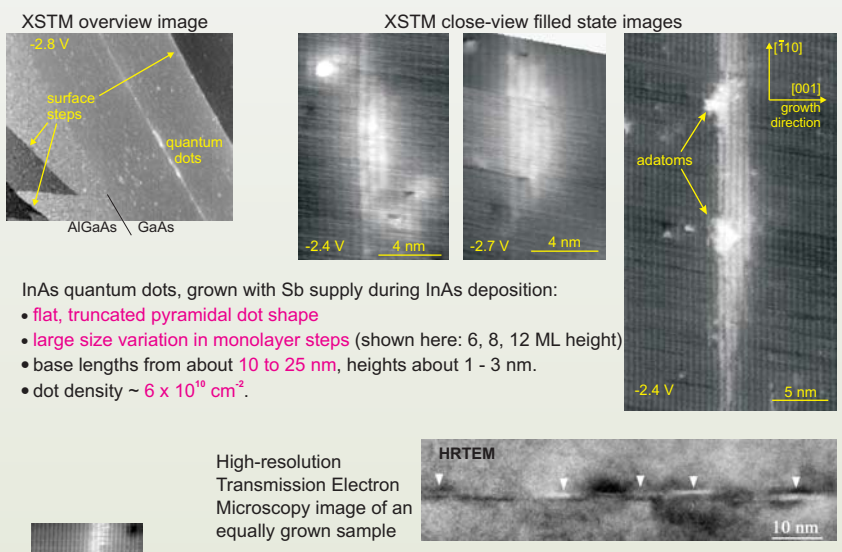 XSTM overview image
XSTM close-view filled state images
-2.8 V
surface
steps
quantum
dots
AlGaAs
GaAs
-2.4 V
4 nm
-2.7 V
4 nm
[1̄10]
[001]
growth
direction
adatoms
-2.4 V
5 nm
InAs quantum dots, grown with Sb supply during InAs deposition:
• flat, truncated pyramidal dot shape
• large size variation in monolayer steps (shown here: 6, 8, 12 ML height)
• base lengths from about 10 to 25 nm, heights about 1 - 3 nm.
• dot density ~ 6 x 10¹⁰ cm⁻².
High-resolution
Transmission Electron
Microscopy image of an
equally grown sample
HRTEM
10 nm